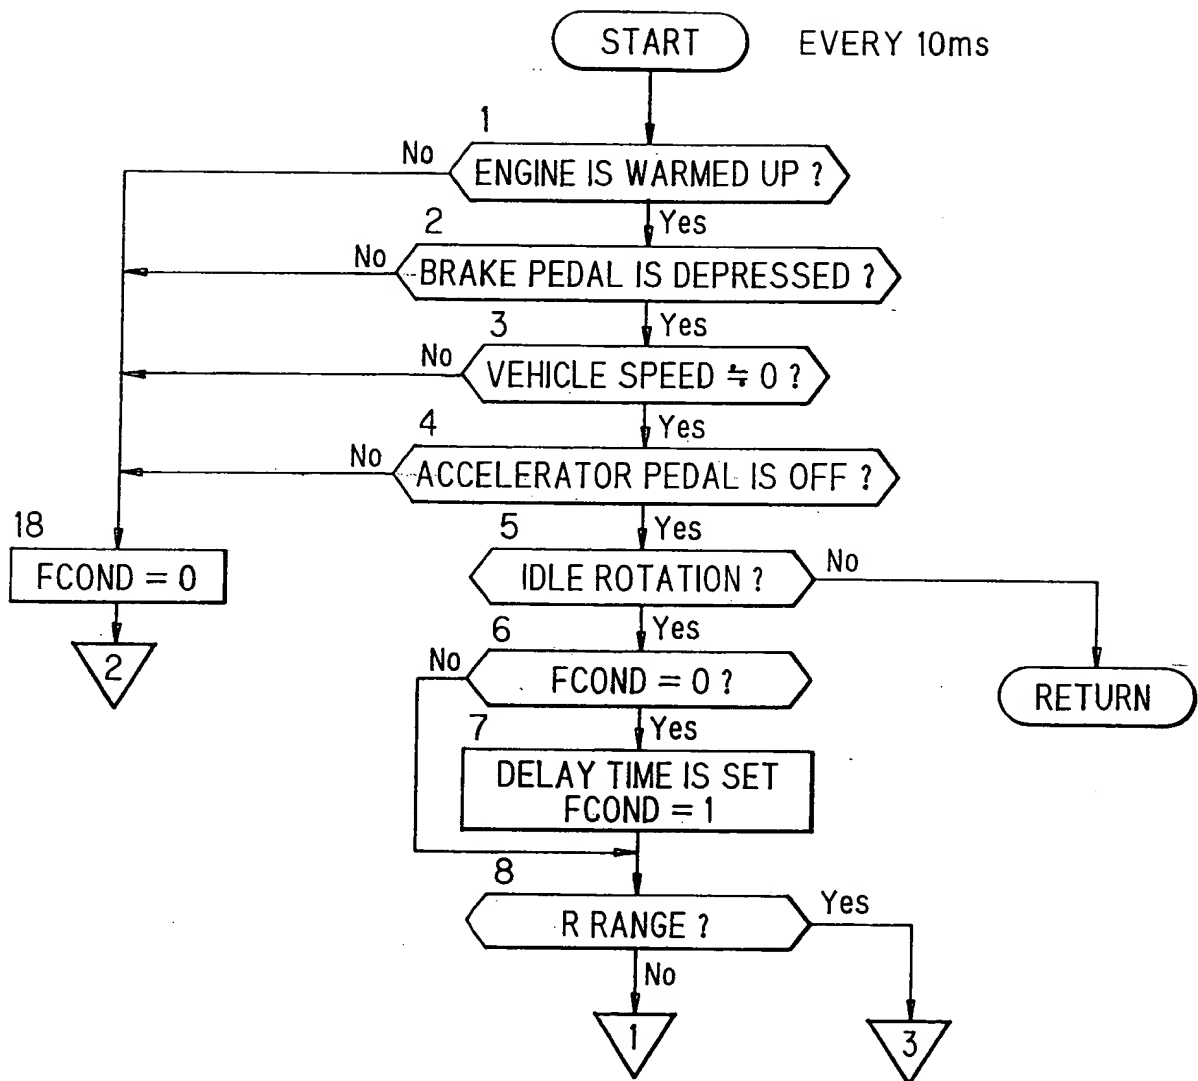 START
EVERY 10ms
1
No
ENGINE IS WARMED UP ?
Yes
2
No
BRAKE PEDAL IS DEPRESSED ?
Yes
3
No
VEHICLE SPEED ≒ 0 ?
Yes
4
No
ACCELERATOR PEDAL IS OFF ?
Yes
18
FCOND = 0
2
5
IDLE ROTATION ?
No
Yes
RETURN
6
No
FCOND = 0 ?
Yes
7
DELAY TIME IS SET
FCOND = 1
8
R RANGE ?
Yes
No
1
3